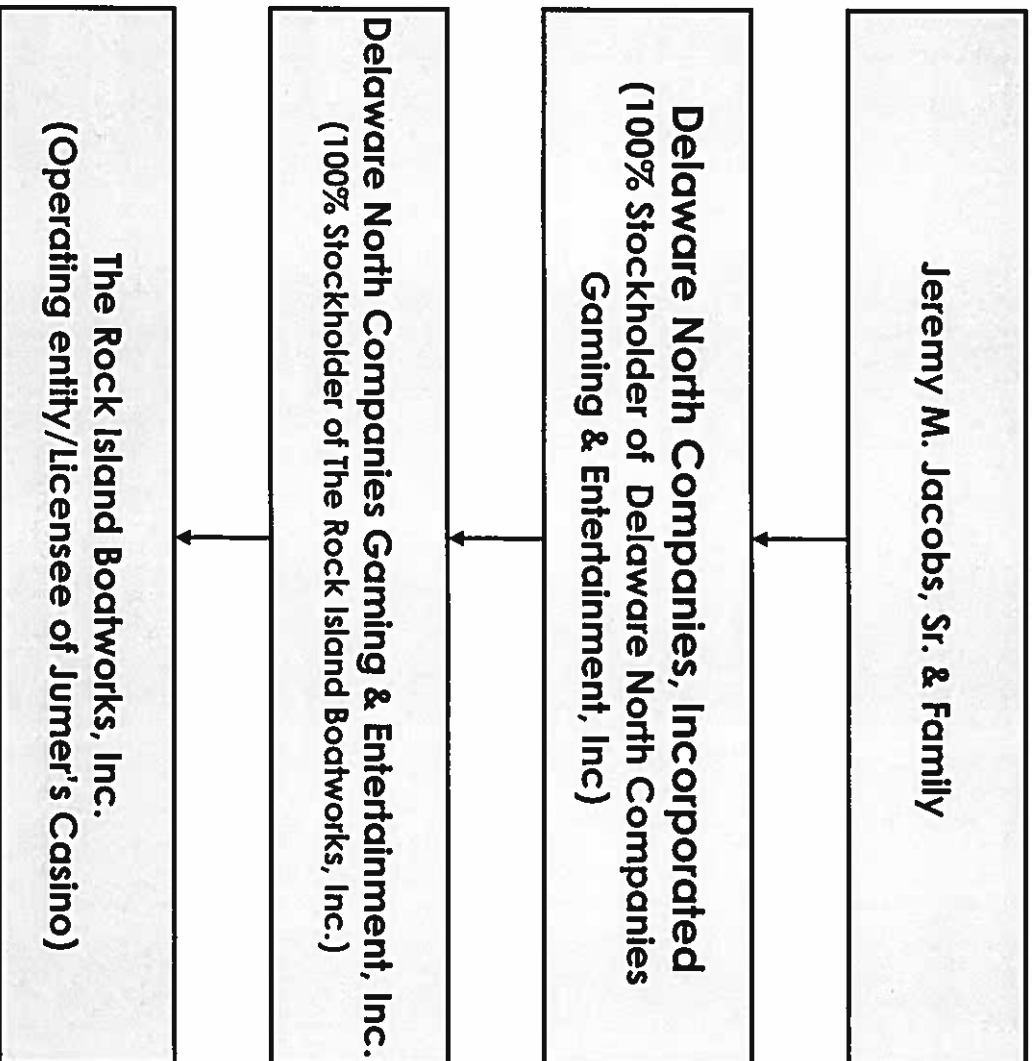 Jeremy M. Jacobs, Sr. & Family
Delaware North Companies, Incorporated
(100% Stockholder of Delaware North Companies
Gaming & Entertainment, Inc)
Delaware North Companies Gaming & Entertainment, Inc.
(100% Stockholder of The Rock Island Boatworks, Inc.)
The Rock Island Boatworks, Inc.
(Operating entity/Licensee of Jumer's Casino)